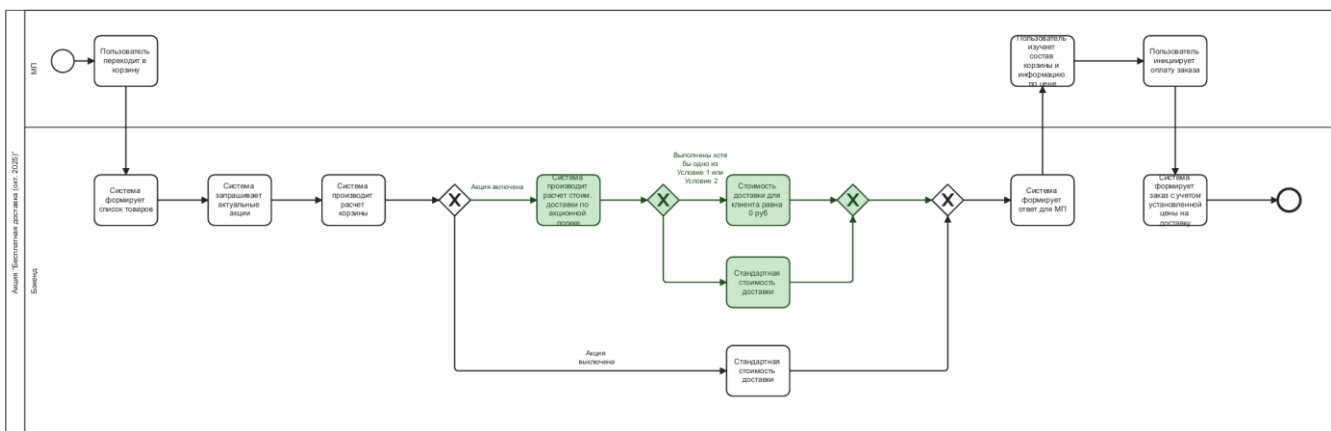 Акция "Бесплатная доставка (окт. 2025)"
МП
Пользователь
переходит в
корзину
Пользователь
изучает
состав
корзины и
информацию
по цене
Пользователь
инициирует
оплату заказа
Бэкенд
Система
формирует
список товаров
Система
запрашивает
актуальные
акции
Система
производит
расчет
корзины
Акция включена
Система
производит
расчет стоим.
доставки по
акционной
логике
Выполнены хотя
бы одно из
Условие 1 или
Условие 2
Стоимость
доставки для
клиента равна
0 руб
Стандартная
стоимость
доставки
Акция
выключена
Стандартная
стоимость
доставки
Система
формирует
ответ для МП
Система
формирует
заказ с учетом
установленной
цены на
доставку